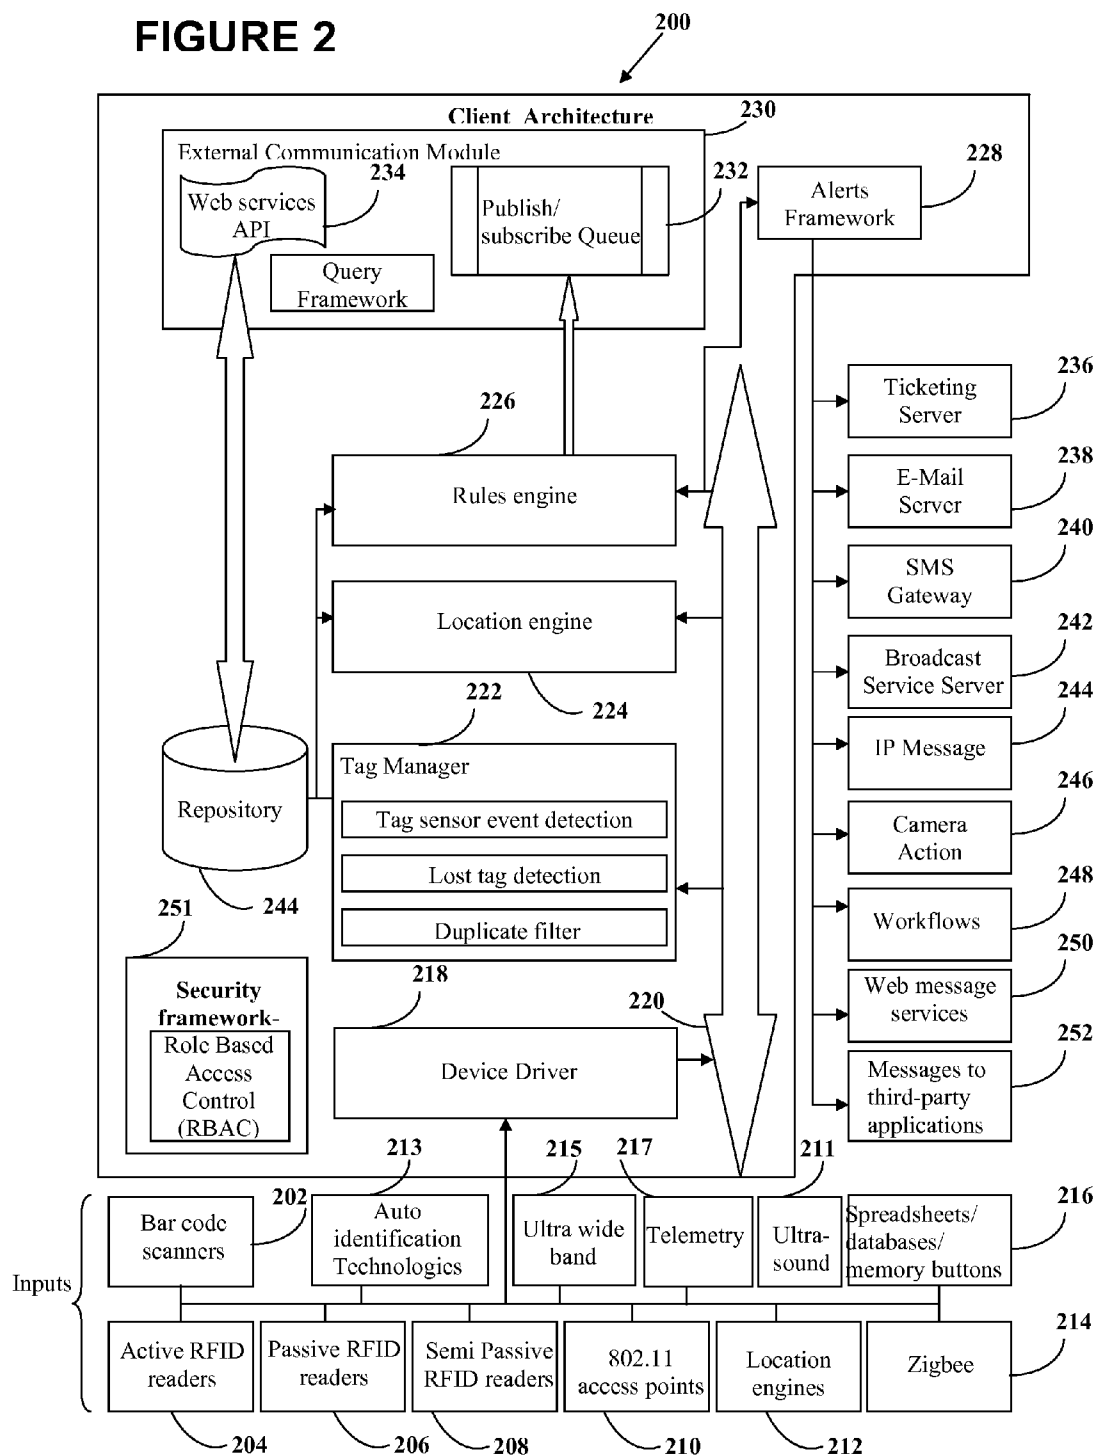 FIGURE 2
200
Client Architecture
230
External Communication Module
234
Web services
API
Query
Framework
232
Publish/
subscribe Queue
228
Alerts
Framework
236
Ticketing
Server
226
Rules engine
238
E-Mail
Server
240
SMS
Gateway
Location engine
224
242
Broadcast
Service Server
222
Tag Manager
Tag sensor event detection
Lost tag detection
Duplicate filter
244
IP Message
Repository
244
246
Camera
Action
248
Workflows
251
Security
framework-
Role Based
Access
Control
(RBAC)
218
Device Driver
220
250
Web message
services
252
Messages to
third-party
applications
Inputs
202
Bar code
scanners
213
Auto
identification
Technologies
215
Ultra wide
band
217
Telemetry
211
Ultra-
sound
216
Spreadsheets/
databases/
memory buttons
Active RFID
readers
204
Passive RFID
readers
206
Semi Passive
RFID readers
208
802.11
access points
210
Location
engines
212
Zigbee
214